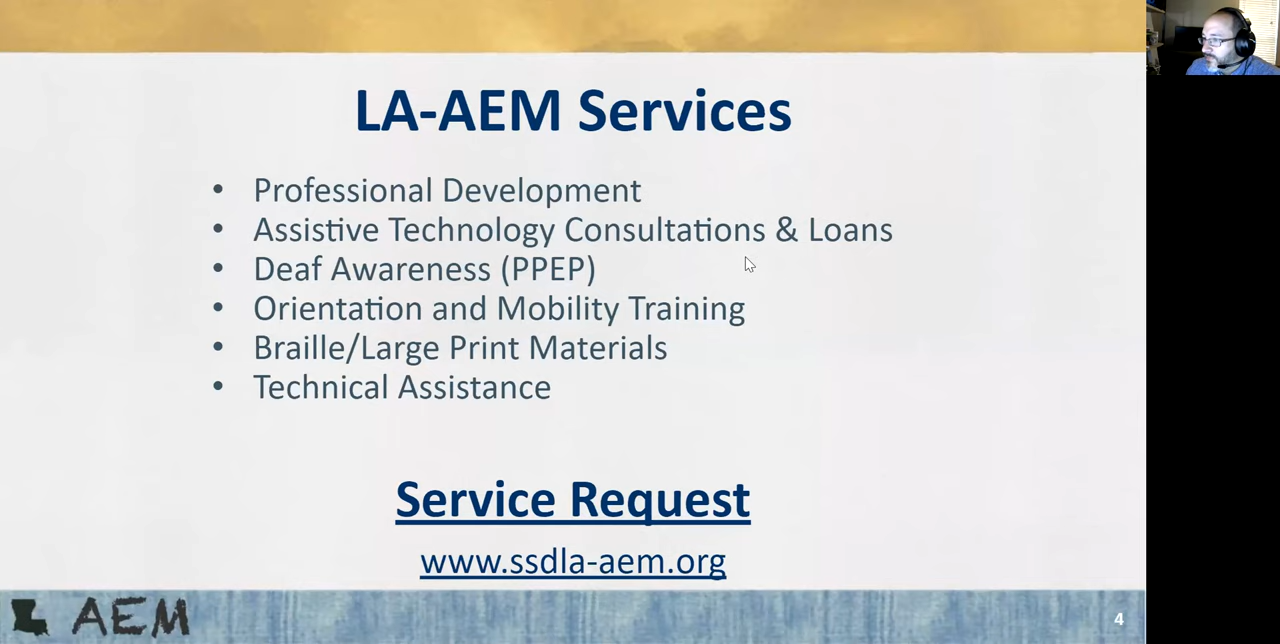 LA-AEM Services
• Professional Development
• Assistive Technology Consultations & Loans
• Deaf Awareness (PPEP)
• Orientation and Mobility Training
• Braille/Large Print Materials
• Technical Assistance
Service Request
www.ssdla-aem.org
AEM
4